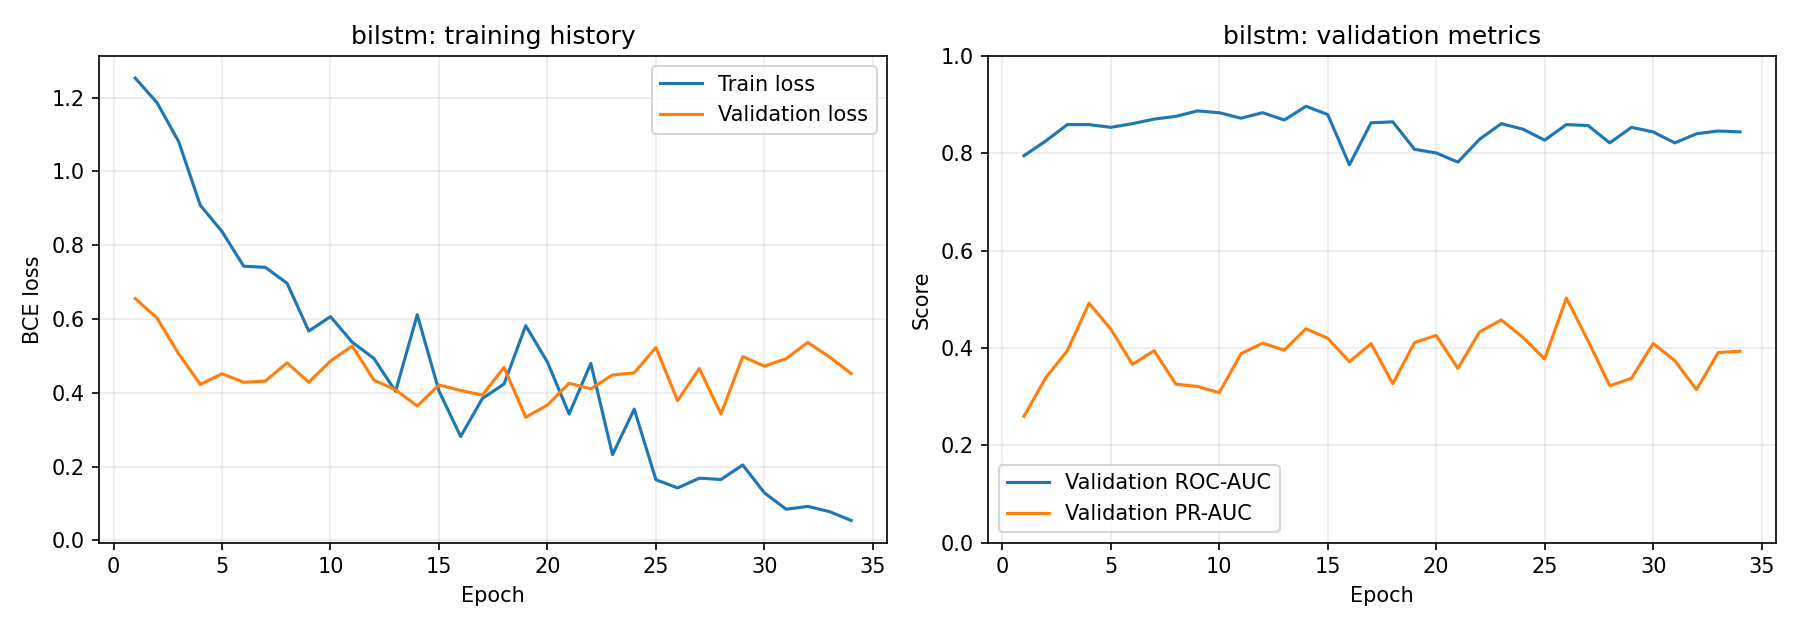 bilstm: training history
Train loss
Validation loss
BCE loss
1.2
1.0
0.8
0.6
0.4
0.2
0.0
0
5
10
15
20
25
30
35
Epoch
bilstm: validation metrics
Score
1.0
0.8
0.6
0.4
0.2
0.0
Validation ROC-AUC
Validation PR-AUC
0
5
10
15
20
25
30
35
Epoch